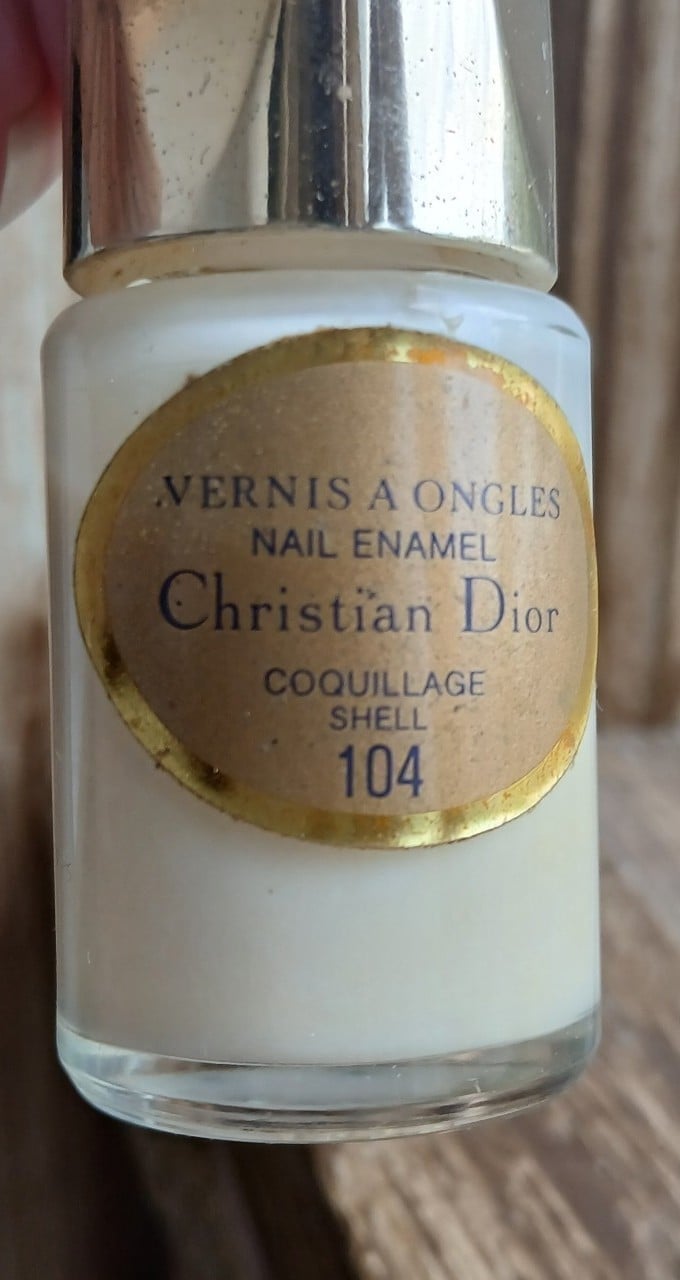 VERNIS A ONGLES
NAIL ENAMEL
Christian Dior
COQUILLAGE
SHELL
104